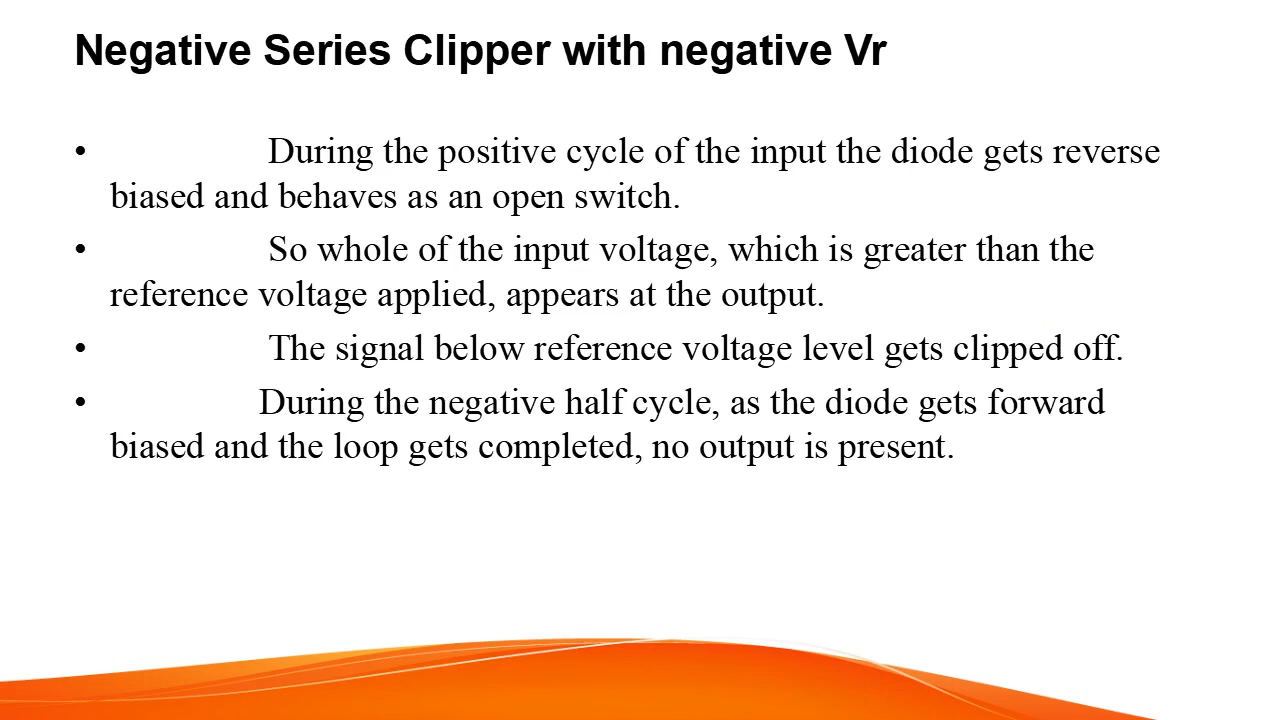 Negative Series Clipper with negative Vr
• During the positive cycle of the input the diode gets reverse
biased and behaves as an open switch.
• So whole of the input voltage, which is greater than the
reference voltage applied, appears at the output.
• The signal below reference voltage level gets clipped off.
• During the negative half cycle, as the diode gets forward
biased and the loop gets completed, no output is present.